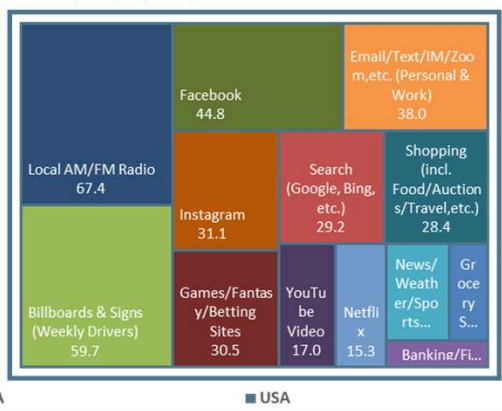 Local AM/FM Radio
67.4
Billboards & Signs
(Weekly Drivers)
59.7
Facebook
44.8
Email/Text/IM/Zoo
m,etc. (Personal &
Work)
38.0
Instagram
31.1
Search
(Google, Bing,
etc.)
29.2
Shopping
(incl.
Food/Auction
s/Travel,etc.)
28.4
Games/Fantas
y/Betting
Sites
30.5
YouTu
be
Video
17.0
Netfli
x
15.3
News/
Weath
er/Spo
rts...
Gr
oce
ry
S...
Banking/Fi...
A
USA